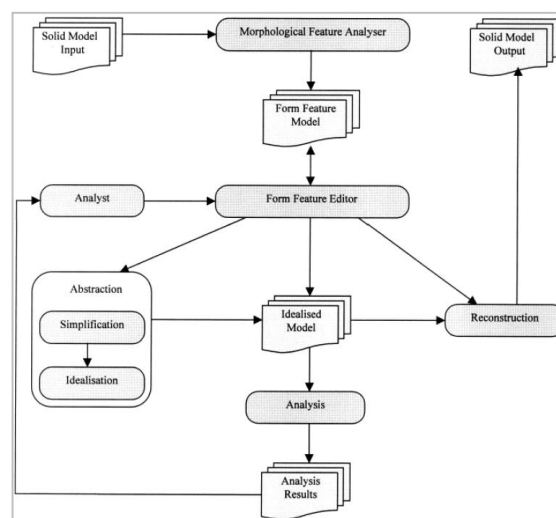 Solid Model
Input
Morphological Feature Analyser
Solid Model
Output
Form Feature
Model
Analyst
Form Feature Editor
Abstraction
Simplification
Idealisation
Idealised
Model
Reconstruction
Analysis
Analysis
Results